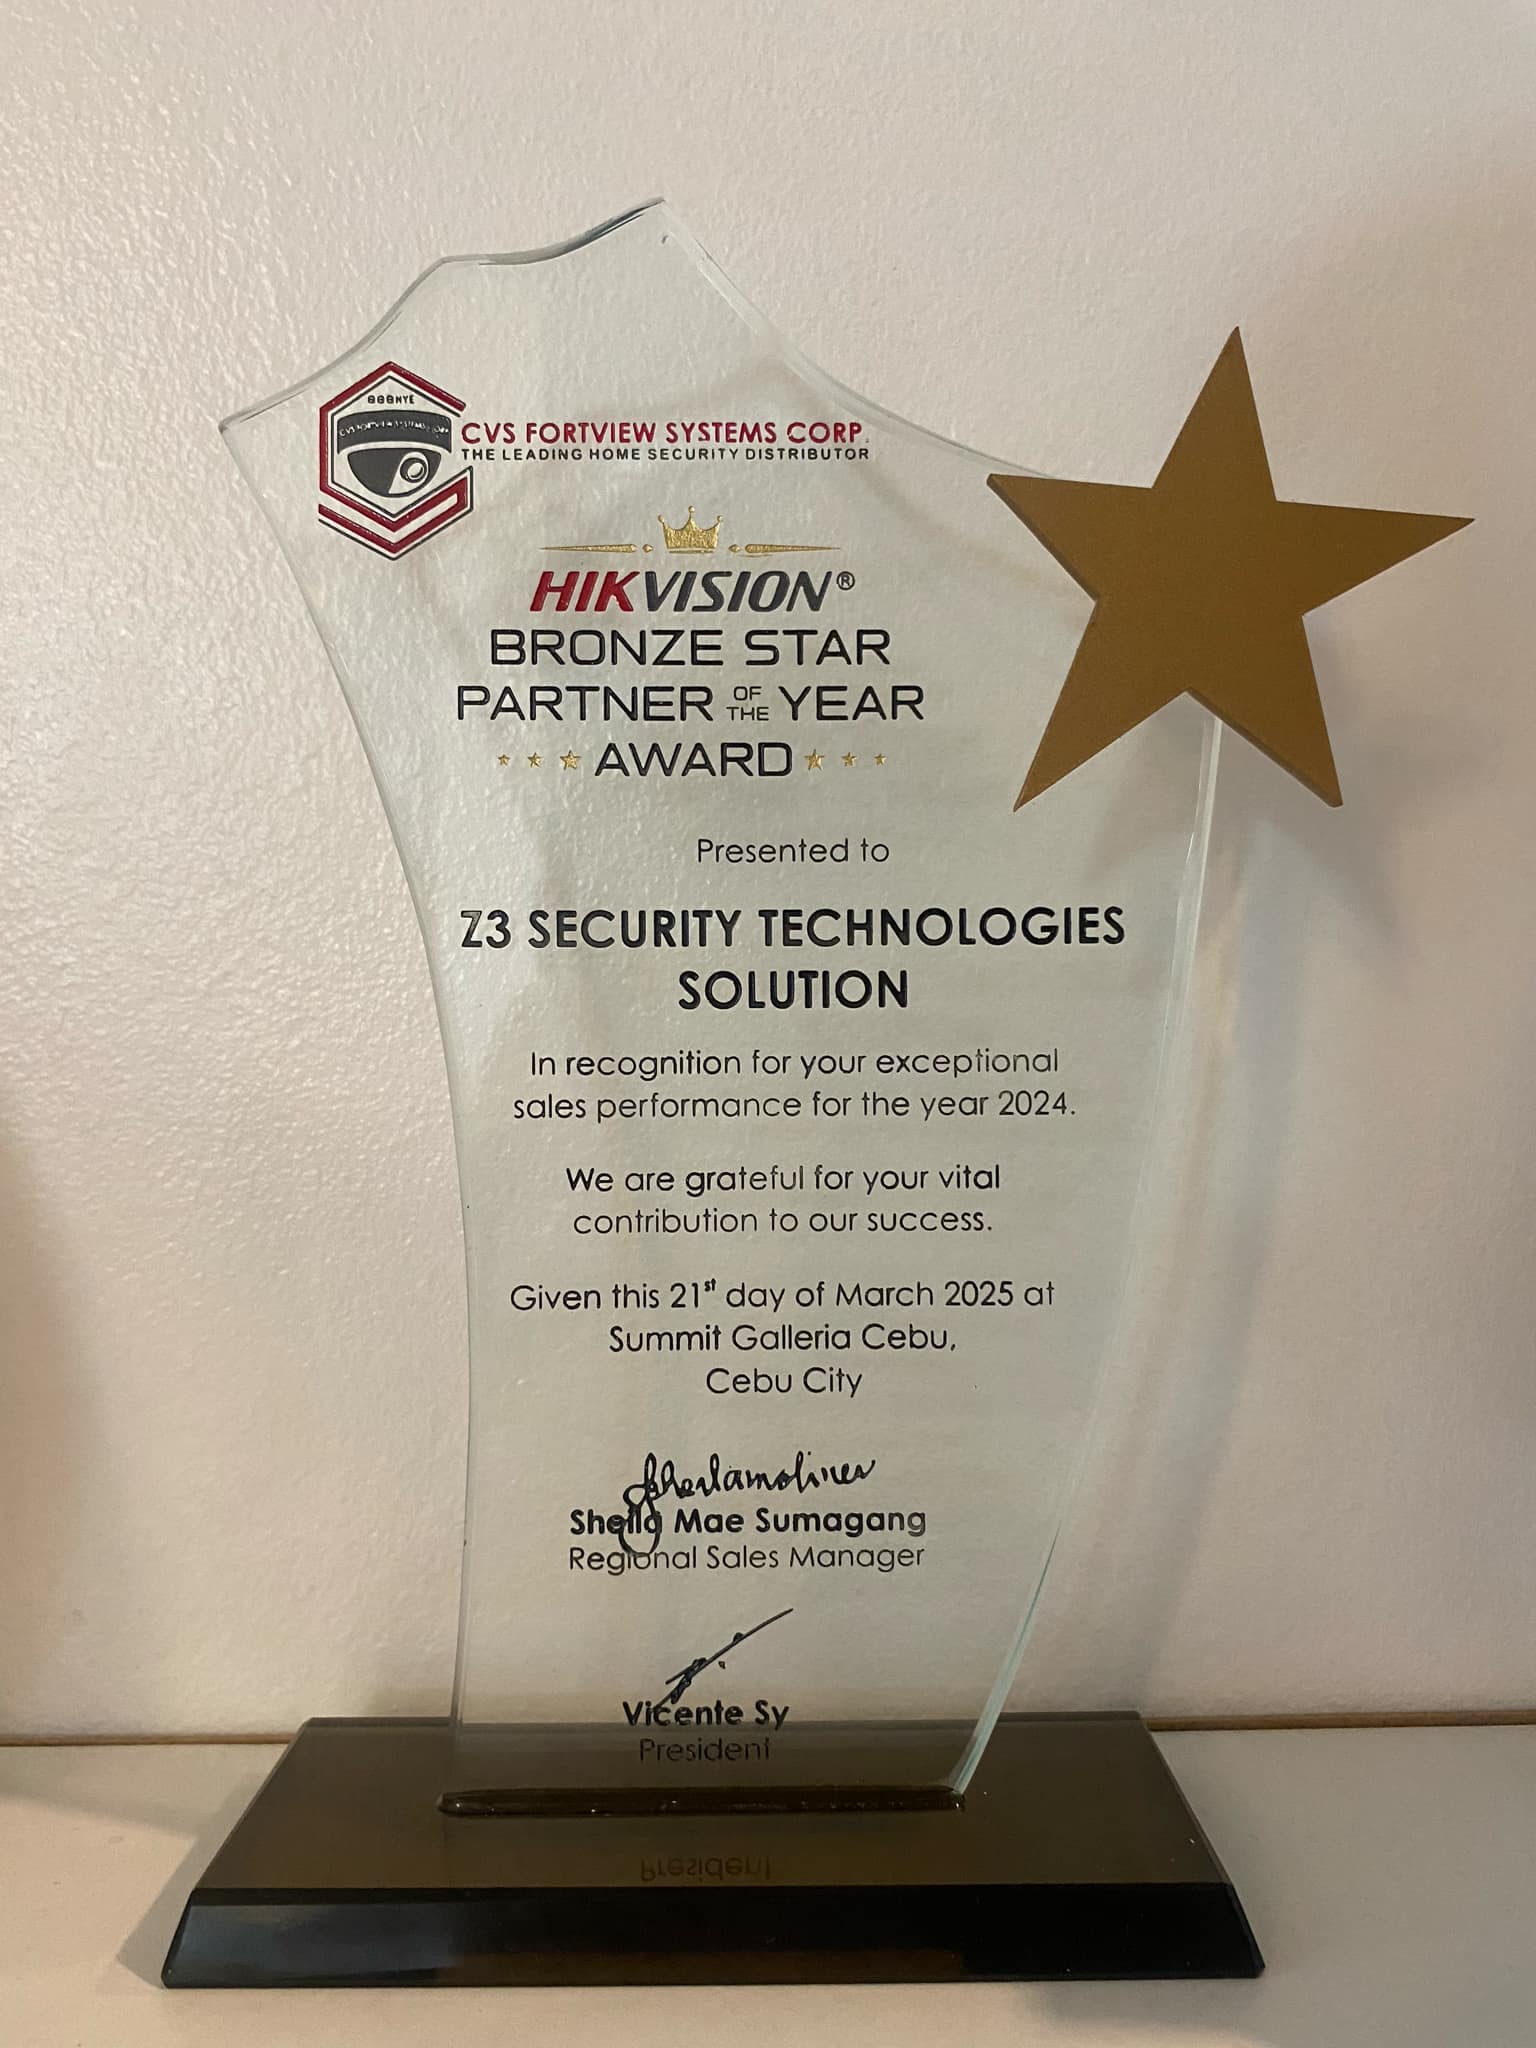 CVS FORTVIEW SYSTEMS CORP.
THE LEADING HOME SECURITY DISTRIBUTOR
HIKVISION®
BRONZE STAR
PARTNER OF THE YEAR
AWARD
Presented to
Z3 SECURITY TECHNOLOGIES
SOLUTION
In recognition for your exceptional
sales performance for the year 2024.
We are grateful for your vital
contribution to our success.
Given this 21st day of March 2025 at
Summit Galleria Cebu,
Cebu City
Sheila Mae Sumagang
Regional Sales Manager
Vicente Sy
President